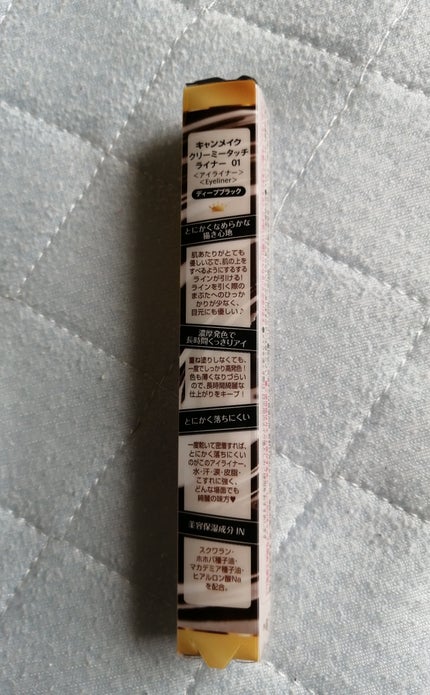 キャンメイク
クリーミータッチ
ライナー 01
<アイライナー>
<Eyeliner>
ディープブラック
とにかくなめらかな
描き心地
肌あたりがとても
優しい芯で、肌の上を
すべるようにするする
ラインが引ける!
ラインを引く際の
まぶたへのひっか
かりが少なく、
目元にも優しい♪
濃厚発色で
長時間くっきりアイ
重ね塗りしなくても、
一度でしっかり高発色!
色も薄くなりづらい
ので、長時間綺麗な
仕上がりをキープ!
とにかく落ちにくい
一度乾いて密着すれば、
とにかく落ちにくい
のがこのアイライナー。
水・汗・涙・皮脂・
こすれに強く、
どんな場面でも
綺麗の味方♥
美容保湿成分 IN
スクワラン・
ホホバ種子油・
マカデミア種子油・
ヒアルロン酸Na
を配合。